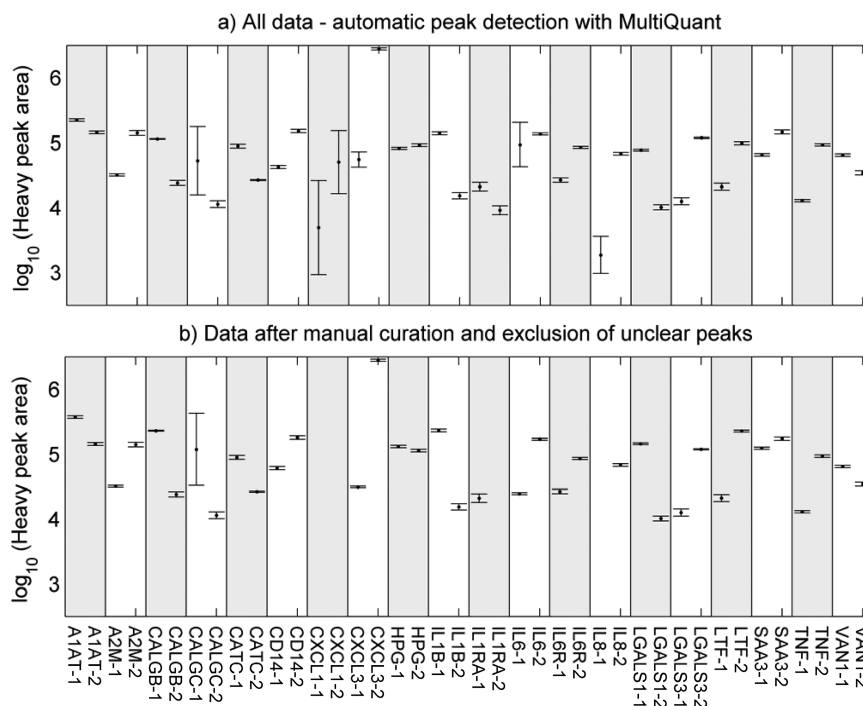 a) All data - automatic peak detection with MultiQuant
log10 (Heavy peak area)
6
5
4
3
b) Data after manual curation and exclusion of unclear peaks
log10 (Heavy peak area)
6
5
4
3
A1AT-1
A1AT-2
A2M-1
A2M-2
CALGB-1
CALGB-2
CALGC-1
CALGC-2
CATC-1
CATC-2
CD14-1
CD14-2
CXCL1-1
CXCL1-2
CXCL3-1
CXCL3-2
HPG-1
HPG-2
IL1B-1
IL1B-2
IL1RA-1
IL1RA-2
IL6-1
IL6-2
IL6R-1
IL6R-2
IL8-1
IL8-2
LGALS1-1
LGALS1-2
LGALS3-1
LGALS3-2
LTF-1
LTF-2
SAA3-1
SAA3-2
TNF-1
TNF-2
VAN1-1
VAN1-2